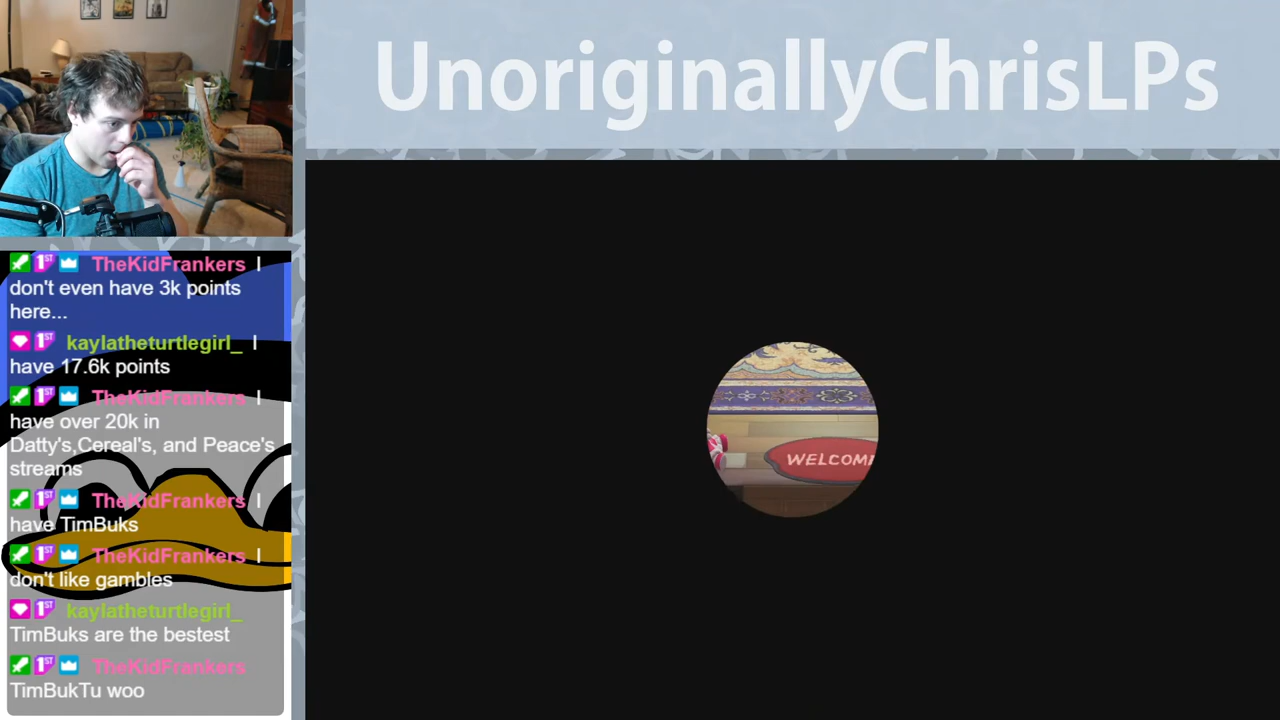 UnoriginallyChrisLPs
TheKidFrankers I
don't even have 3k points
here...
kaylatheturtlegirl_ I
have 17.6k points
TheKidFrankers I
have over 20k in
Datty's,Cereal's, and Peace's
streams
TheKidFrankers I
have TimBuks
TheKidFrankers I
don't like gambles
kaylatheturtlegirl_
TimBuks are the bestest
TheKidFrankers
TimBukTu woo
WELCOME